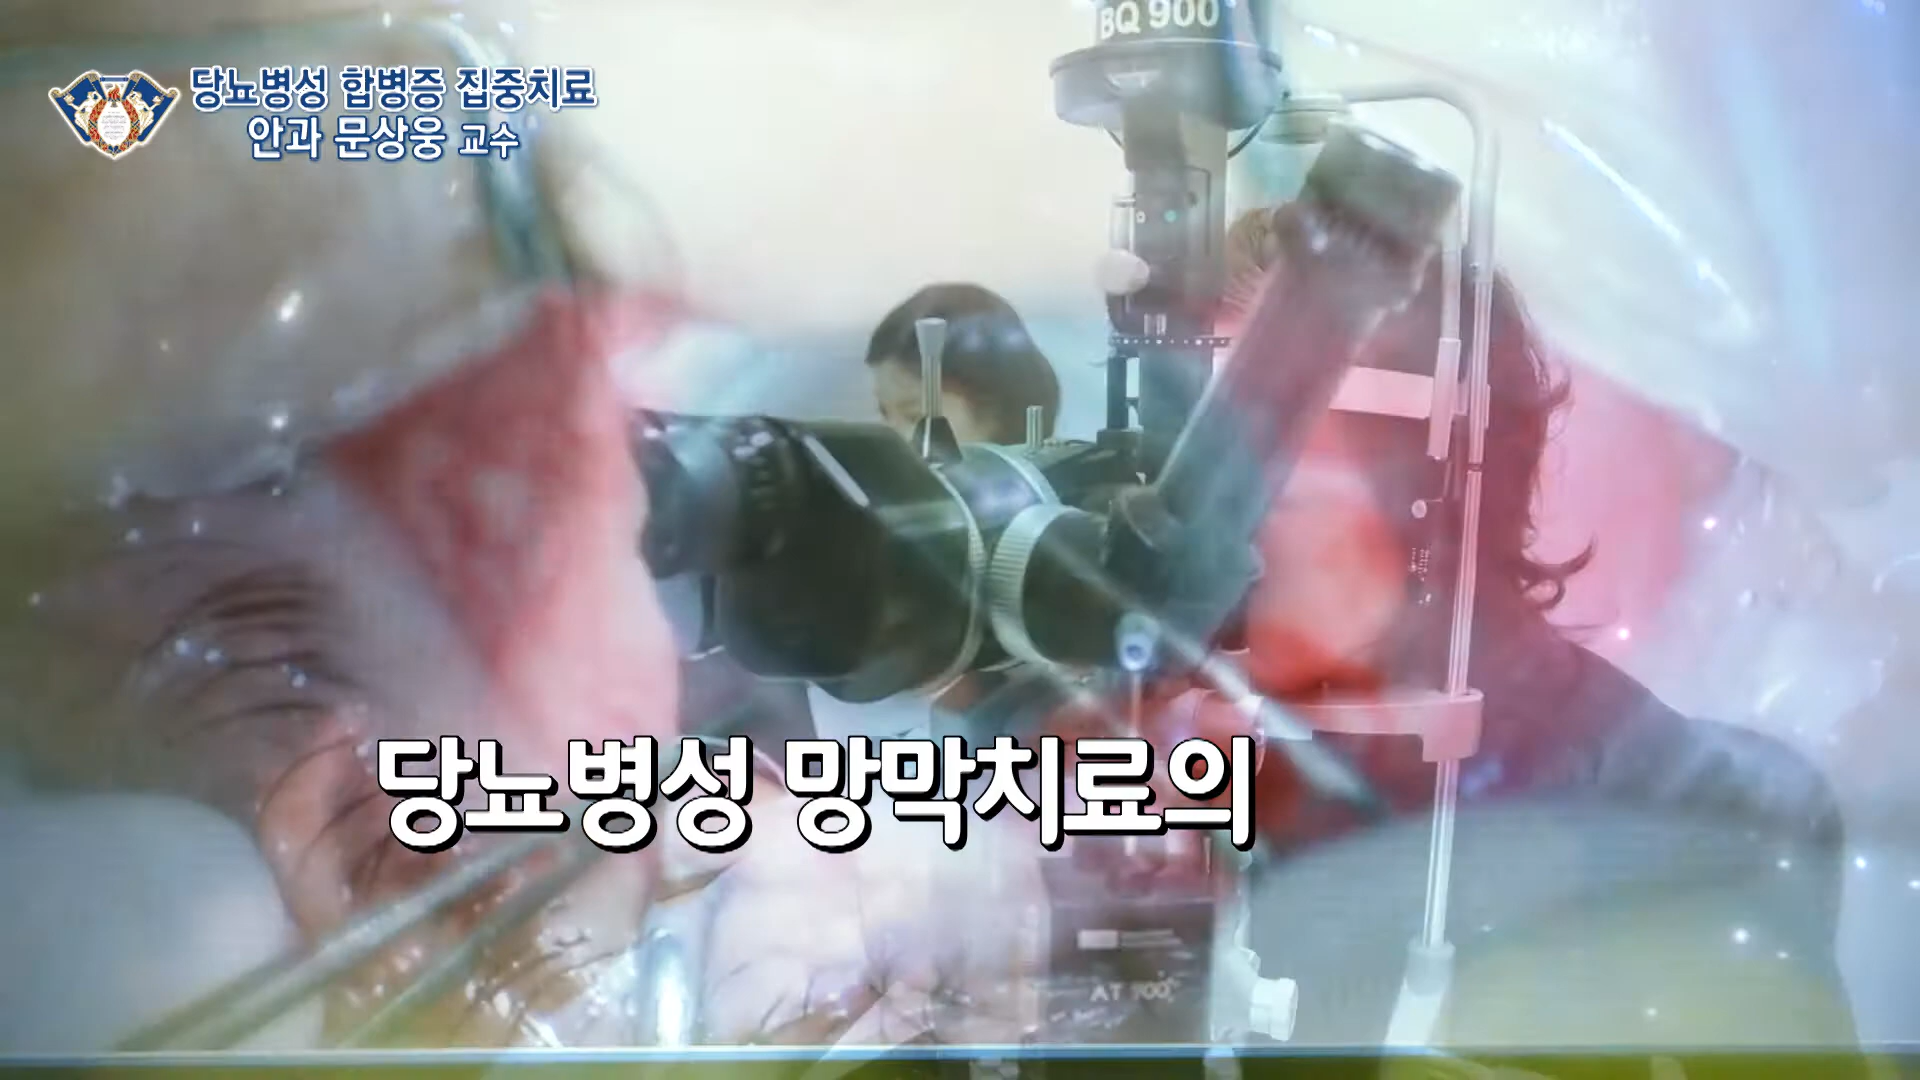 BQ 900
당뇨병성 합병증 집중치료
안과 문상웅 교수
당뇨병성 망막치료의
AT 900